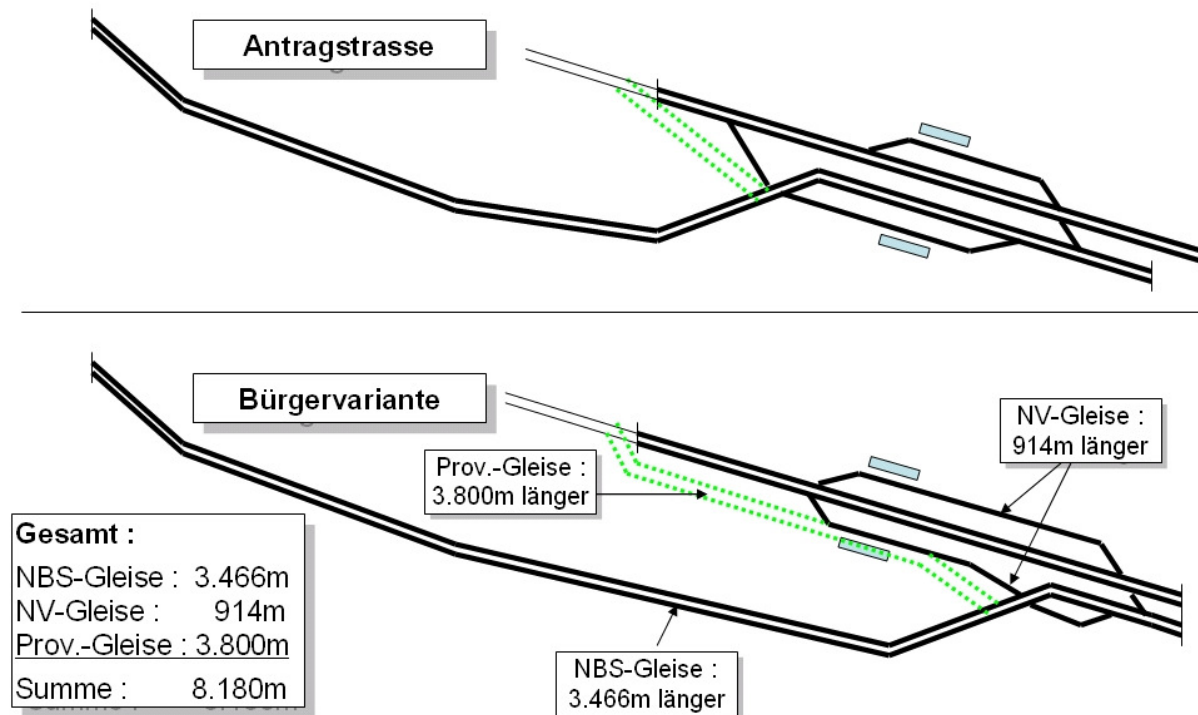 Antragstrasse
Bürgervariante
NV-Gleise :
914m länger
Prov.-Gleise :
3.800m länger
Gesamt :
NBS-Gleise : 3.466m
NV-Gleise : 914m
Prov.-Gleise : 3.800m
Summe : 8.180m
NBS-Gleise :
3.466m länger